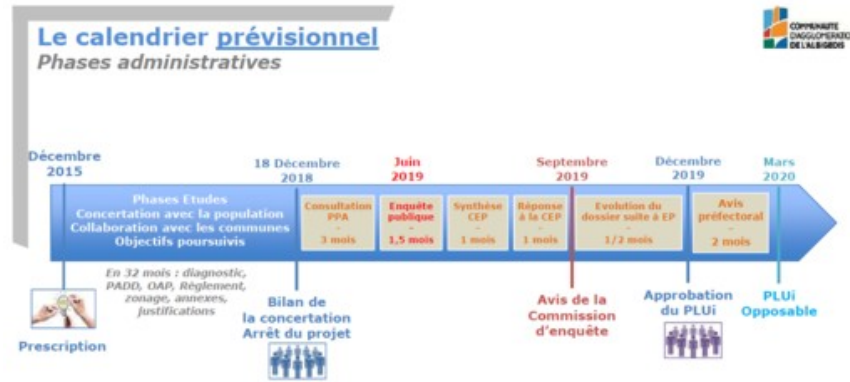 Le calendrier prévisionnel
Phases administratives
COMMUNAUTE
D'AGGLOMERATION
DE L'ALBIGEOIS
Décembre
2015
18 Décembre
2018
Juin
2019
Septembre
2019
Décembre
2019
Mars
2020
Phases Etudes
Concertation avec la population
Collaboration avec les communes
Objectifs poursuivis
Consultation
PPA
-
3 mois
Enquête
publique
-
1,5 mois
Synthèse
CEP
-
1 mois
Réponse
à la CEP
-
1 mois
Evolution du
dossier suite à EP
-
1/2 mois
Avis
préfectoral
-
2 mois
En 32 mois : diagnostic,
PADD, OAP, Règlement,
zonage, annexes,
justifications
Prescription
Bilan de
la concertation
Arrêt du projet
Avis de la
Commission
d'enquête
Approbation
du PLUi
PLUi
Opposable